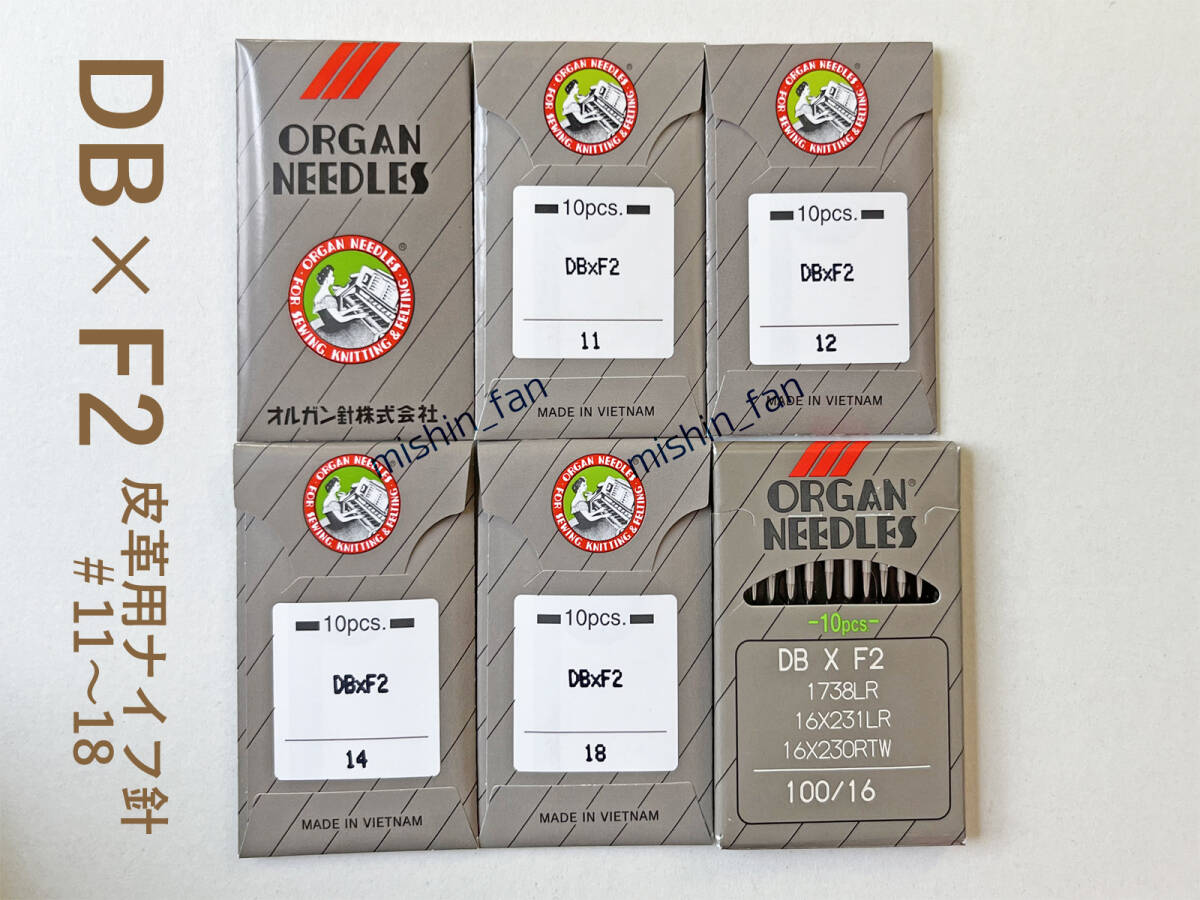 DB×F2 皮革用ナイフ針
#11~18
ORGAN
NEEDLES
ORGAN NEEDLES · FOR SEWING, KNITTING & FELTING ·
®
オルガン針株式会社
ORGAN NEEDLES · FOR SEWING, KNITTING & FELTING ·
®
10pcs.
DBxF2
11
MADE IN VIETNAM
ORGAN NEEDLES · FOR SEWING, KNITTING & FELTING ·
®
10pcs.
DBxF2
12
MADE IN VIETNAM
mishin_fan
mishin_fan
ORGAN NEEDLES · FOR SEWING, KNITTING & FELTING ·
10pcs.
DBxF2
14
MADE IN VIETNAM
ORGAN NEEDLES · FOR SEWING, KNITTING & FELTING ·
10pcs.
DBxF2
18
MADE IN VIETNAM
ORGAN®
NEEDLES
-10pcs-
DB X F2
1738LR
16X231LR
16X230RTW
100/16